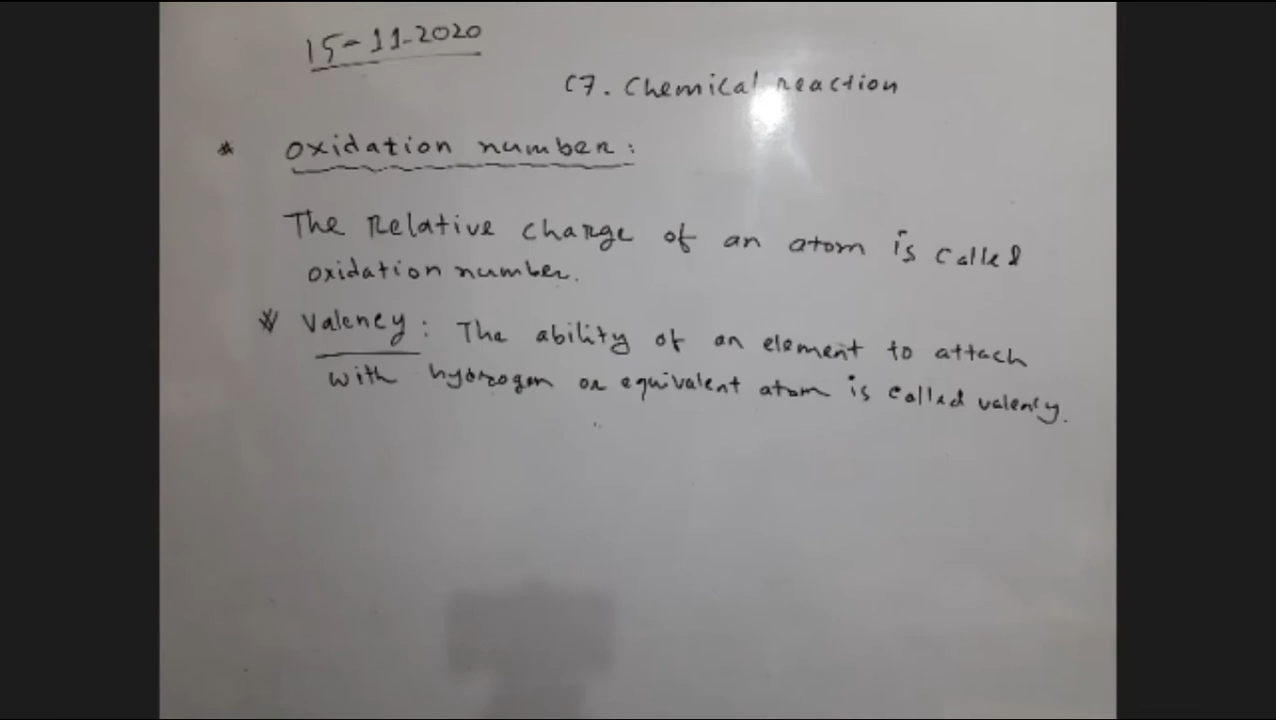 15-11-2020
C7. Chemical reaction
* oxidation number:
The Relative charge of an atom is called
oxidation number.
* Valency: The ability of an element to attach
with hydrogen or equivalent atom is called valency.